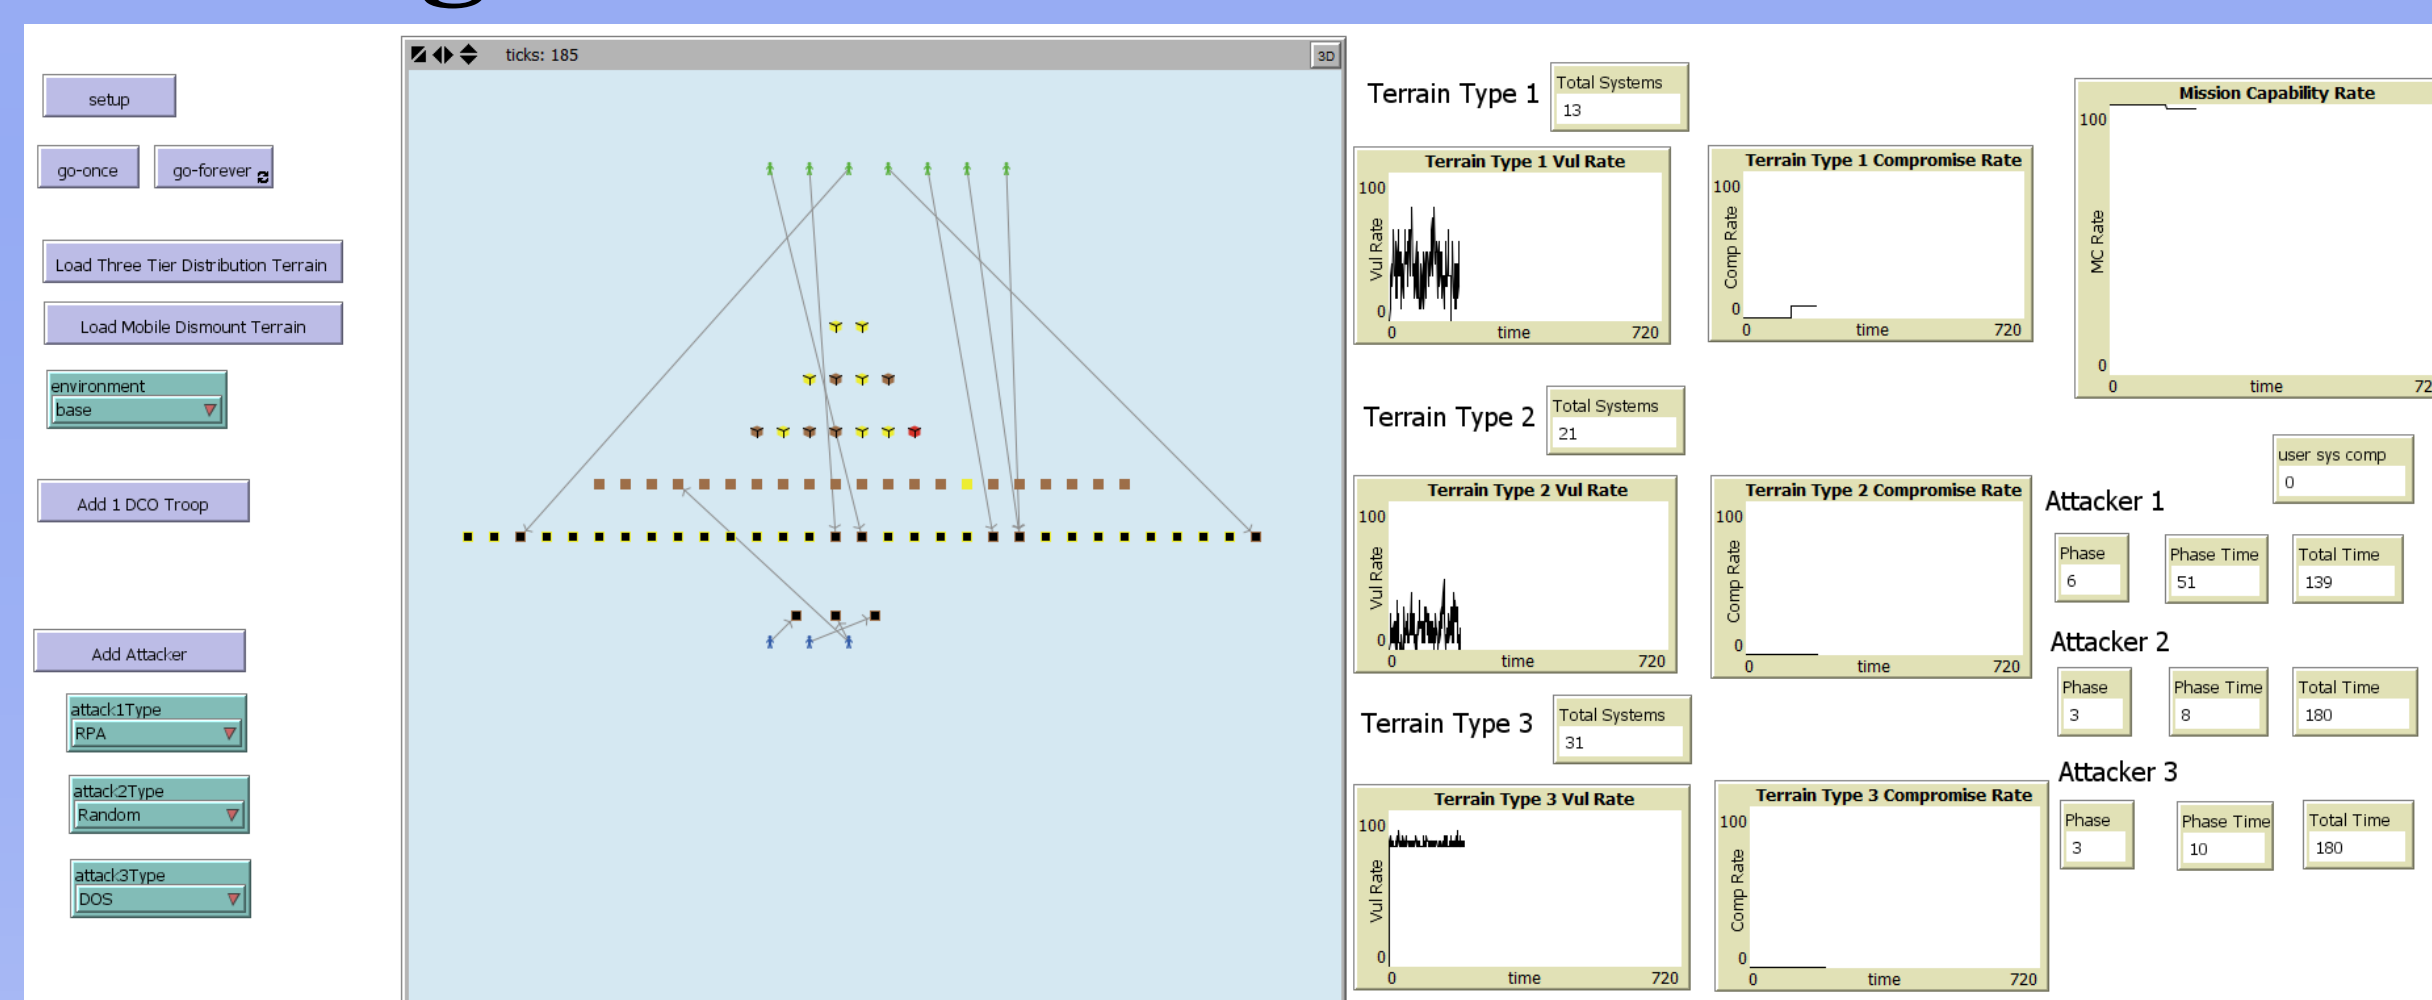 ticks: 185
3D
setup
go-once
go-forever
Load Three Tier Distribution Terrain
Load Mobile Dismount Terrain
environment
base
Add 1 DCO Troop
Add Attacker
attack1Type
RPA
attack2Type
Random
attack3Type
DOS
Terrain Type 1
Total Systems
13
Terrain Type 1 Vul Rate
100
Vul Rate
0
0
time
720
Terrain Type 1 Compromise Rate
100
Comp Rate
0
0
time
720
Mission Capability Rate
100
MC Rate
0
0
time
72
Terrain Type 2
Total Systems
21
Terrain Type 2 Vul Rate
100
Vul Rate
0
0
time
720
Terrain Type 2 Compromise Rate
100
Comp Rate
0
0
time
720
user sys comp
0
Attacker 1
Phase
6
Phase Time
51
Total Time
139
Attacker 2
Phase
3
Phase Time
8
Total Time
180
Terrain Type 3
Total Systems
31
Terrain Type 3 Vul Rate
100
Vul Rate
0
0
time
720
Terrain Type 3 Compromise Rate
100
Comp Rate
0
0
time
720
Attacker 3
Phase
3
Phase Time
10
Total Time
180